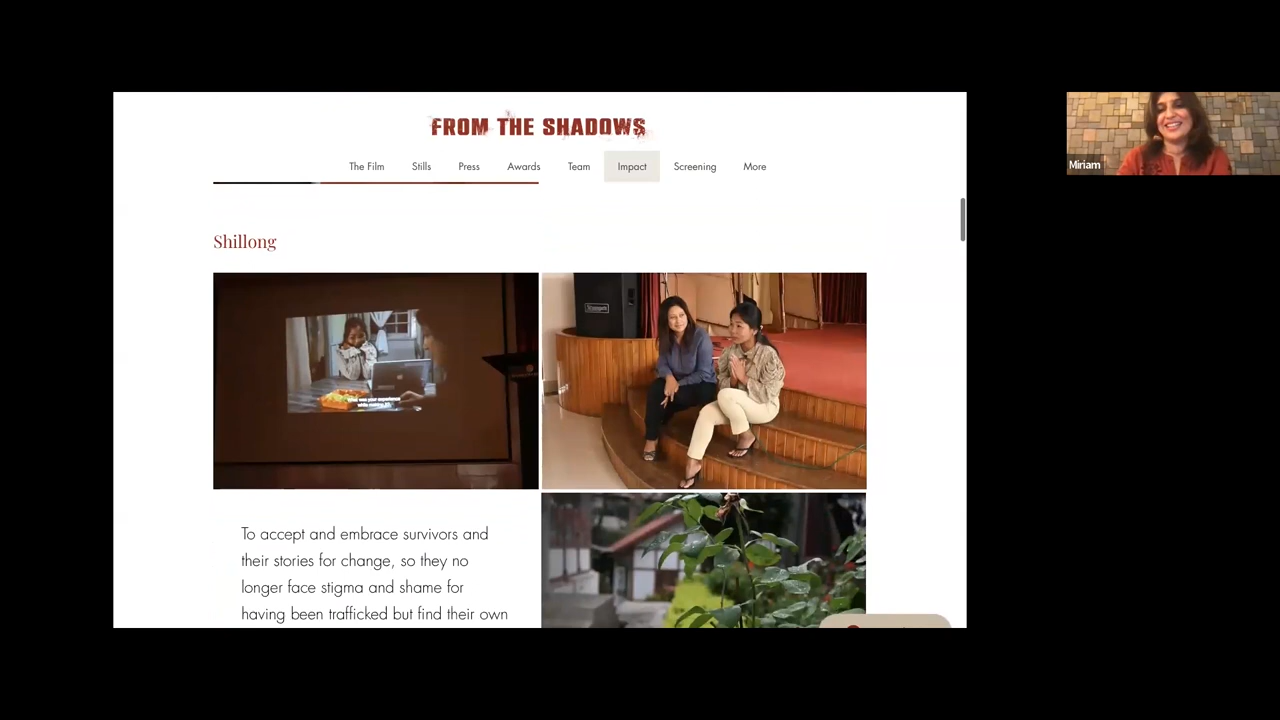 FROM THE SHADOWS
The Film
Stills
Press
Awards
Team
Impact
Screening
More
Miriam
Shillong
To accept and embrace survivors and
their stories for change, so they no
longer face stigma and shame for
having been trafficked but find their own